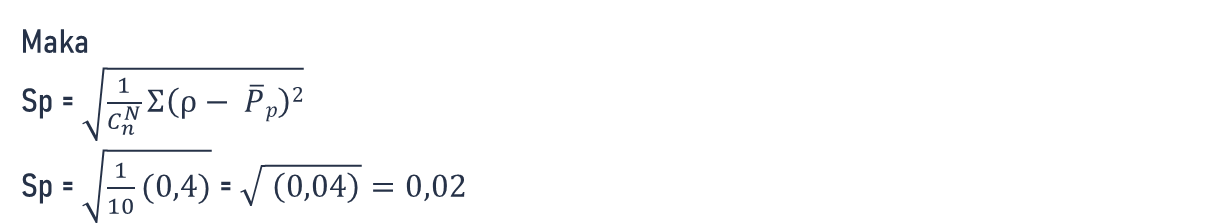 Maka
Sp = √(1/C_n^N Σ(ρ − P̄_p)²)
Sp = √(1/10 (0,4)) = √(0,04) = 0,02